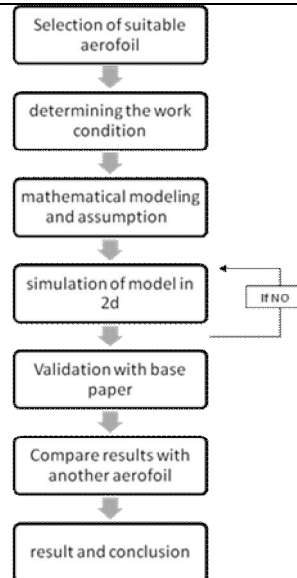 Selection of suitable
aerofoil
determining the work
condition
mathematical modeling
and assumption
simulation of model in
2d
If NO
Validation with base
paper
Compare results with
another aerofoil
result and conclusion